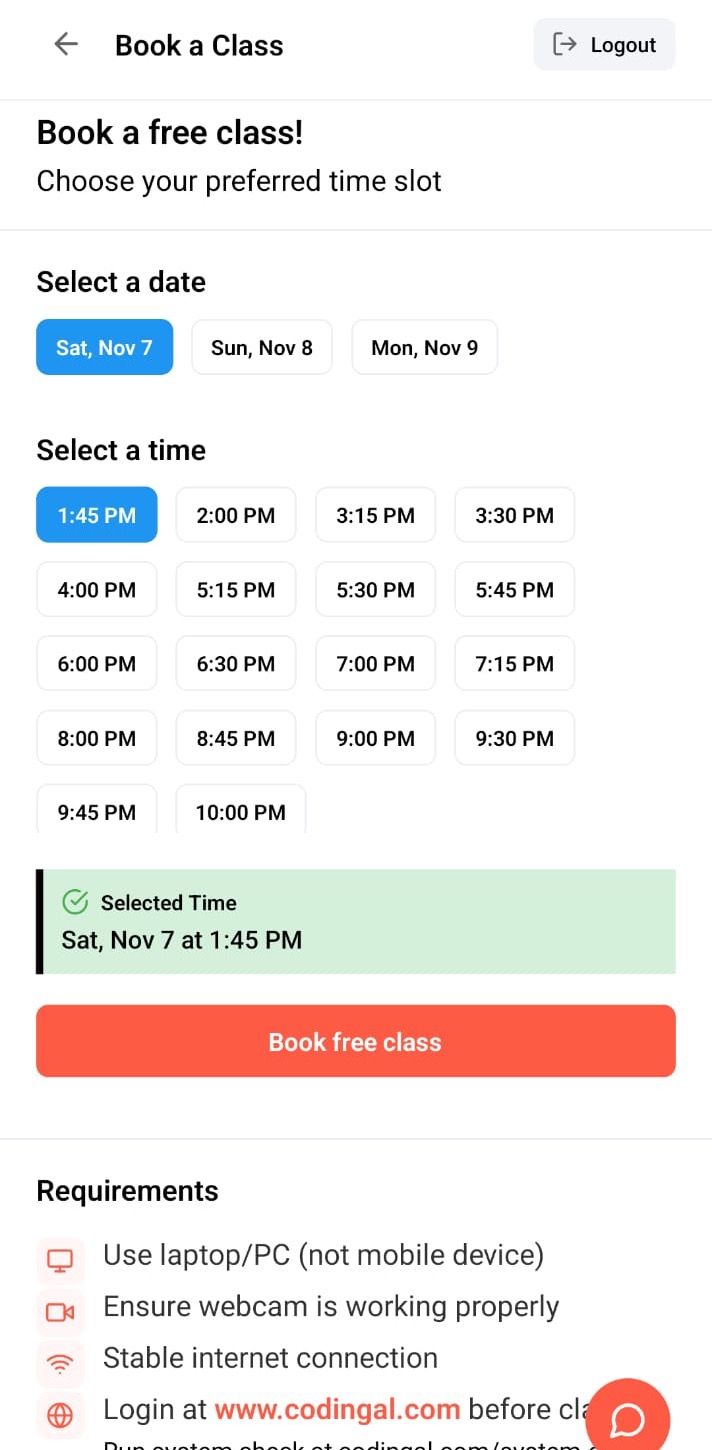 Book a Class
Logout
Book a free class!
Choose your preferred time slot
Select a date
Sat, Nov 7 Sun, Nov 8 Mon, Nov 9
Select a time
1:45 PM 2:00 PM 3:15 PM 3:30 PM
4:00 PM 5:15 PM 5:30 PM 5:45 PM
6:00 PM 6:30 PM 7:00 PM 7:15 PM
8:00 PM 8:45 PM 9:00 PM 9:30 PM
9:45 PM 10:00 PM
Selected Time
Sat, Nov 7 at 1:45 PM
Book free class
Requirements
Use laptop/PC (not mobile device)
Ensure webcam is working properly
Stable internet connection
Login at www.codingal.com before